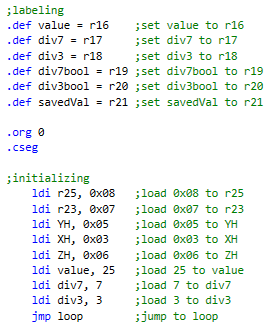 ;labeling
.def value = r16 ;set value to r16
.def div7 = r17 ;set div7 to r17
.def div3 = r18 ;set div3 to r18
.def div7bool = r19 ;set div7bool to r19
.def div3bool = r20 ;set div3bool to r20
.def savedVal = r21 ;set savedVal to r21
.org 0
.cseg
;initializing
ldi r25, 0x08 ;load 0x08 to r25
ldi r23, 0x07 ;load 0x07 to r23
ldi YH, 0x05 ;load 0x05 to YH
ldi XH, 0x03 ;load 0x03 to XH
ldi ZH, 0x06 ;load 0x06 to ZH
ldi value, 25 ;load 25 to value
ldi div7, 7 ;load 7 to div7
ldi div3, 3 ;load 3 to div3
jmp loop ;jump to loop